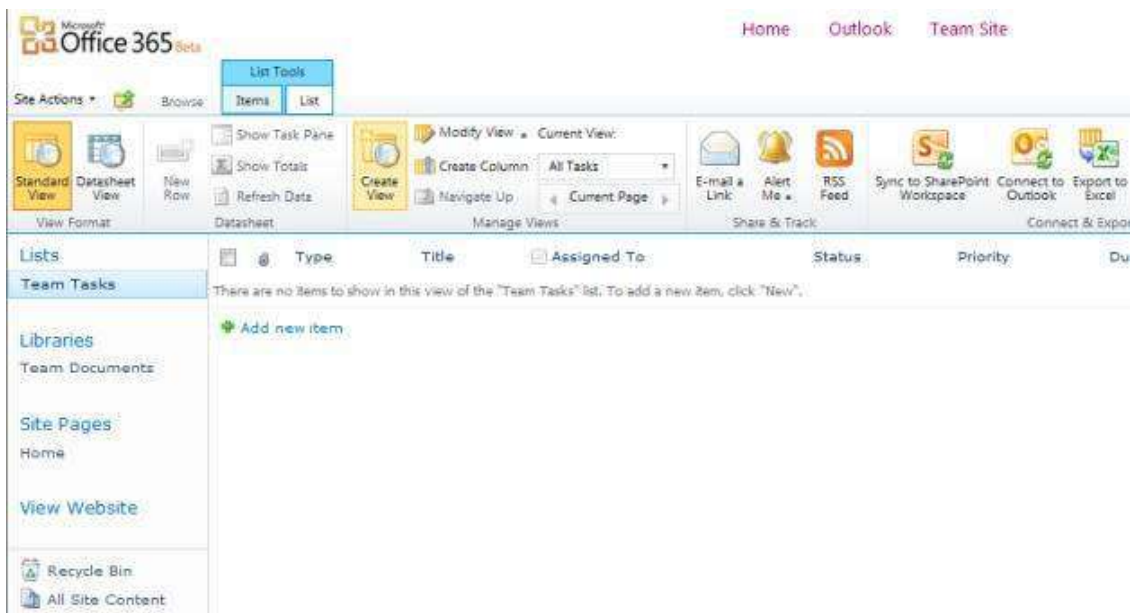 Microsoft
Office 365 Beta
Home Outlook Team Site
List Tools
Site Actions Browse Items List
Standard View
Datasheet View
New Row
Show Task Pane
Show Totals
Refresh Data
Create View
Modify View
Create Column
Navigate Up
Current View:
All Tasks
Current Page
E-mail a Link
Alert Me
RSS Feed
Sync to SharePoint Workspace
Connect to Outlook
Export to Excel
View Format Datasheet Manage Views Share & Track Connect & Expor
Lists
Team Tasks
Libraries
Team Documents
Site Pages
Home
View Website
Recycle Bin
All Site Content
Type Title Assigned To Status Priority Du
There are no items to show in this view of the "Team Tasks" list. To add a new item, click "New".
Add new item